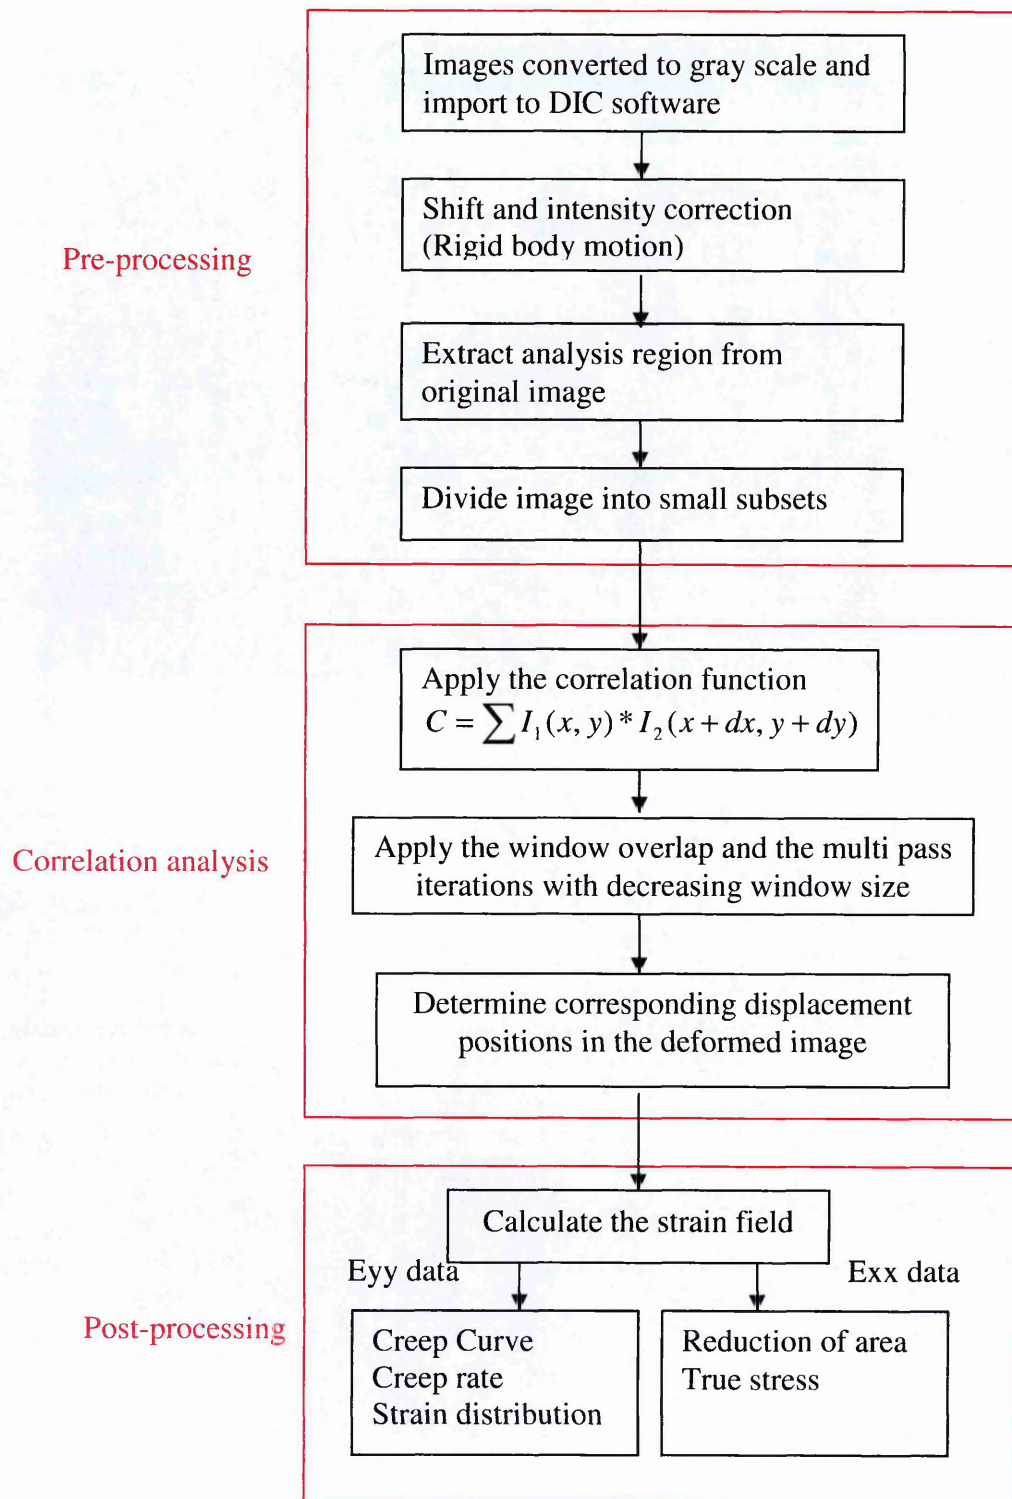 Images converted to gray scale and
import to DIC software
Shift and intensity correction
(Rigid body motion)
Pre-processing
Extract analysis region from
original image
Divide image into small subsets
Apply the correlation function
C = ∑ I₁(x, y) * I₂(x + dx, y + dy)
Correlation analysis
Apply the window overlap and the multi pass
iterations with decreasing window size
Determine corresponding displacement
positions in the deformed image
Calculate the strain field
Eyy data
Exx data
Post-processing
Creep Curve
Creep rate
Strain distribution
Reduction of area
True stress